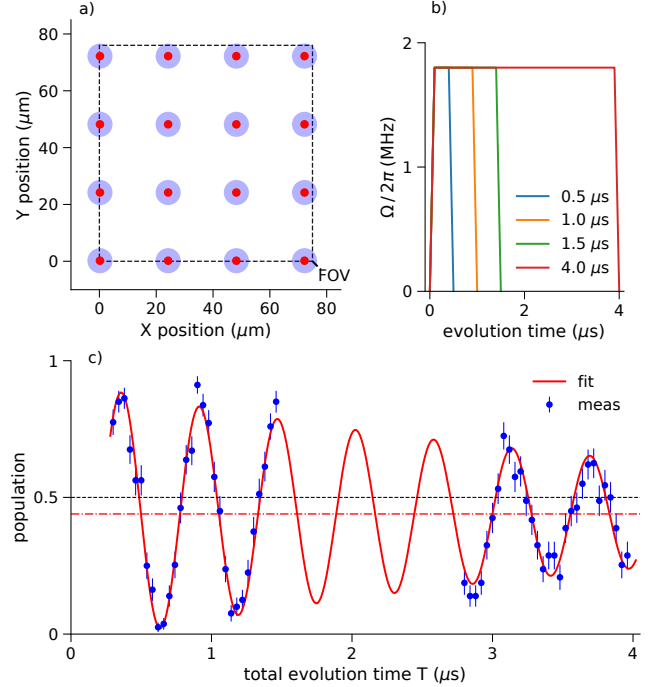 a)
80
60
40
20
0
Y position (μm)
0
20
40
60
80
X position (μm)
FOV
b)
2
1
0
Ω/2π (MHz)
0.5 μs
1.0 μs
1.5 μs
4.0 μs
0
2
4
evolution time (μs)
c)
1
0.5
0
population
fit
meas
0
1
2
3
4
total evolution time T (μs)